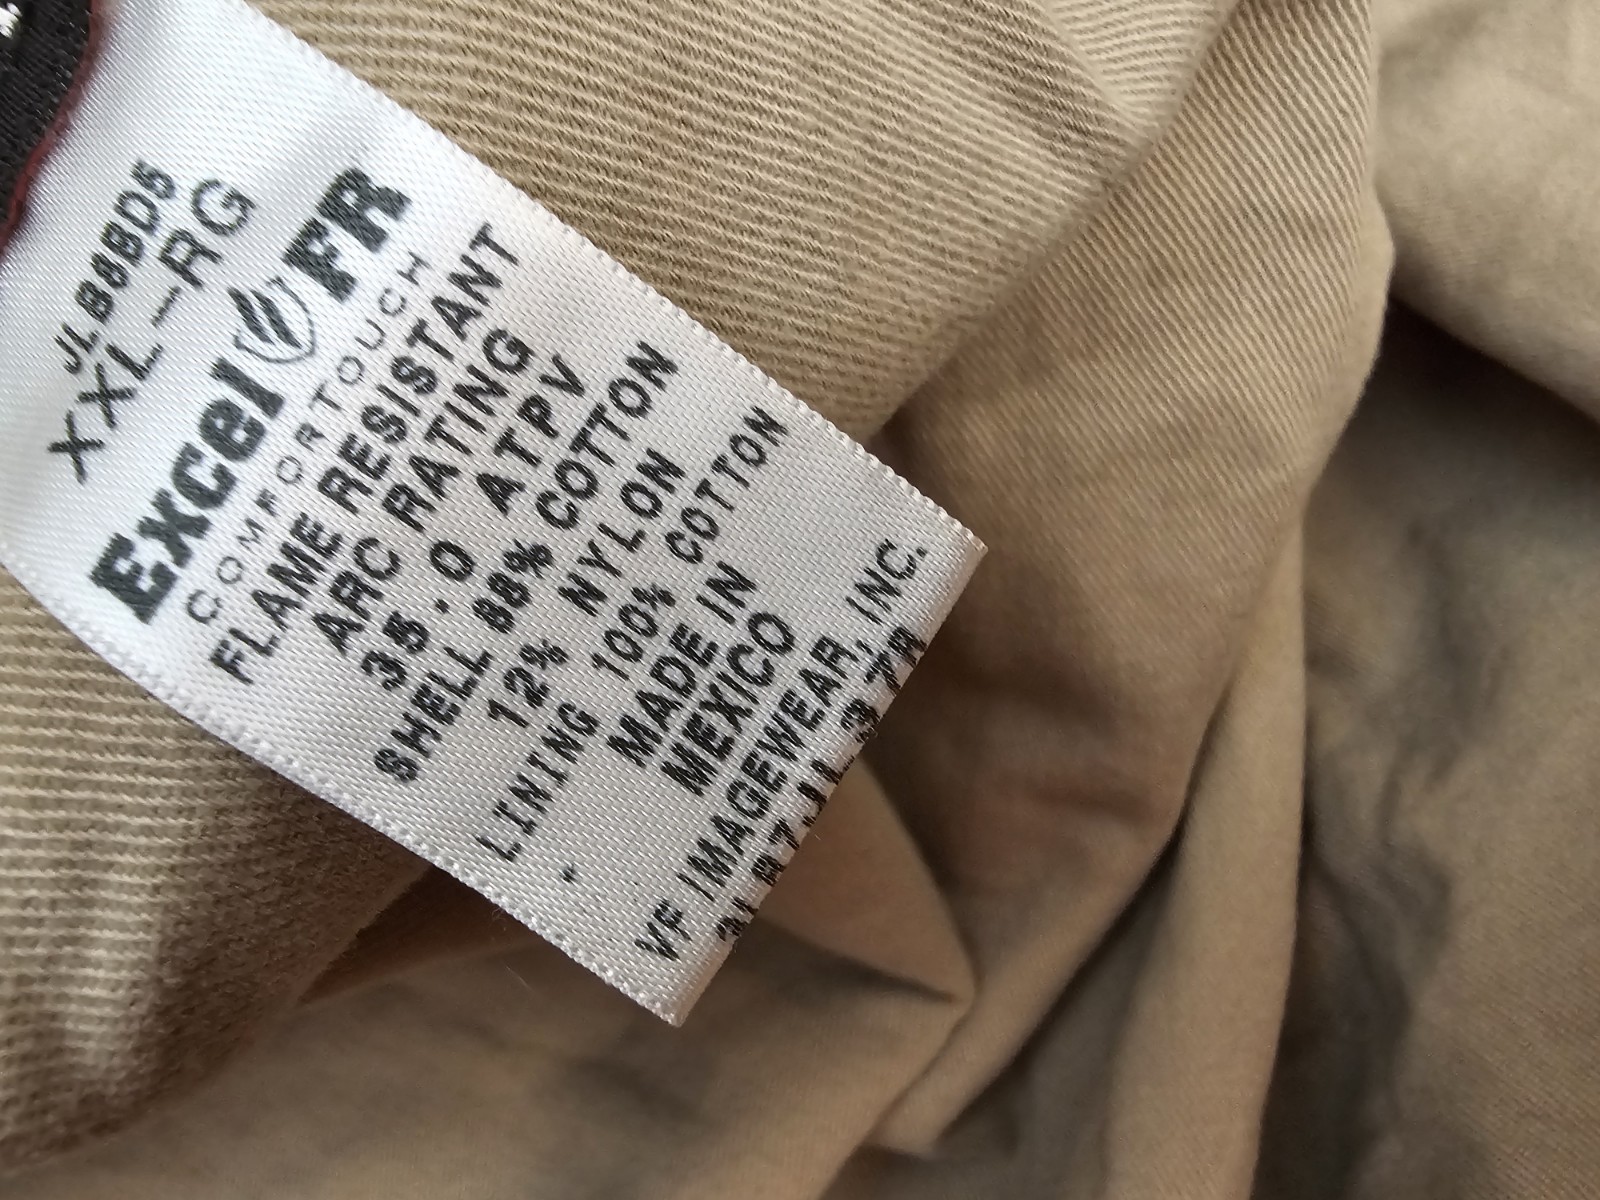 JLB8BD5
XXL-RG
Excel FR
COMFORTOUCH
FLAME RESISTANT
ARC RATING
35.0 ATPV
SHELL 88% COTTON
12% NYLON
LINING 100% COTTON
MADE IN
MEXICO
VF IMAGEWEAR, INC.